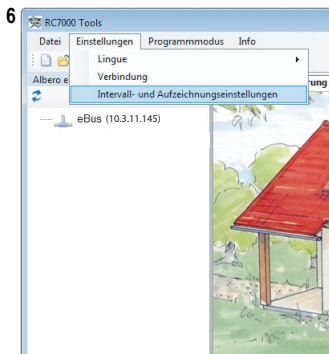 6
RC7000 Tools
Datei Einstellungen Programmmodus Info
Lingue
Verbindung
Albero e
rung
Intervall- und Aufzeichnungseinstellungen
eBus (10.3.11.145)